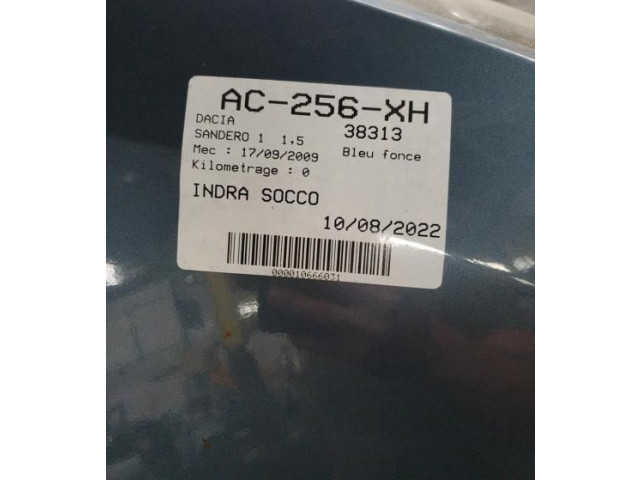 AC-256-XH
DACIA 38313
SANDERO 1 1,5 Bleu fonce
Mec : 17/09/2009
Kilometrage : 0
INDRA SOCCO
10/08/2022
000010666031